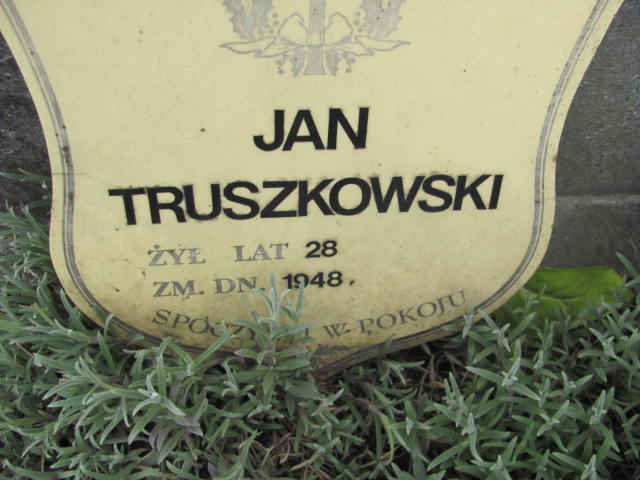 JAN
TRUSZKOWSKI
ŻYŁ LAT 28
ZM. DN. 1948,
W POKOJU